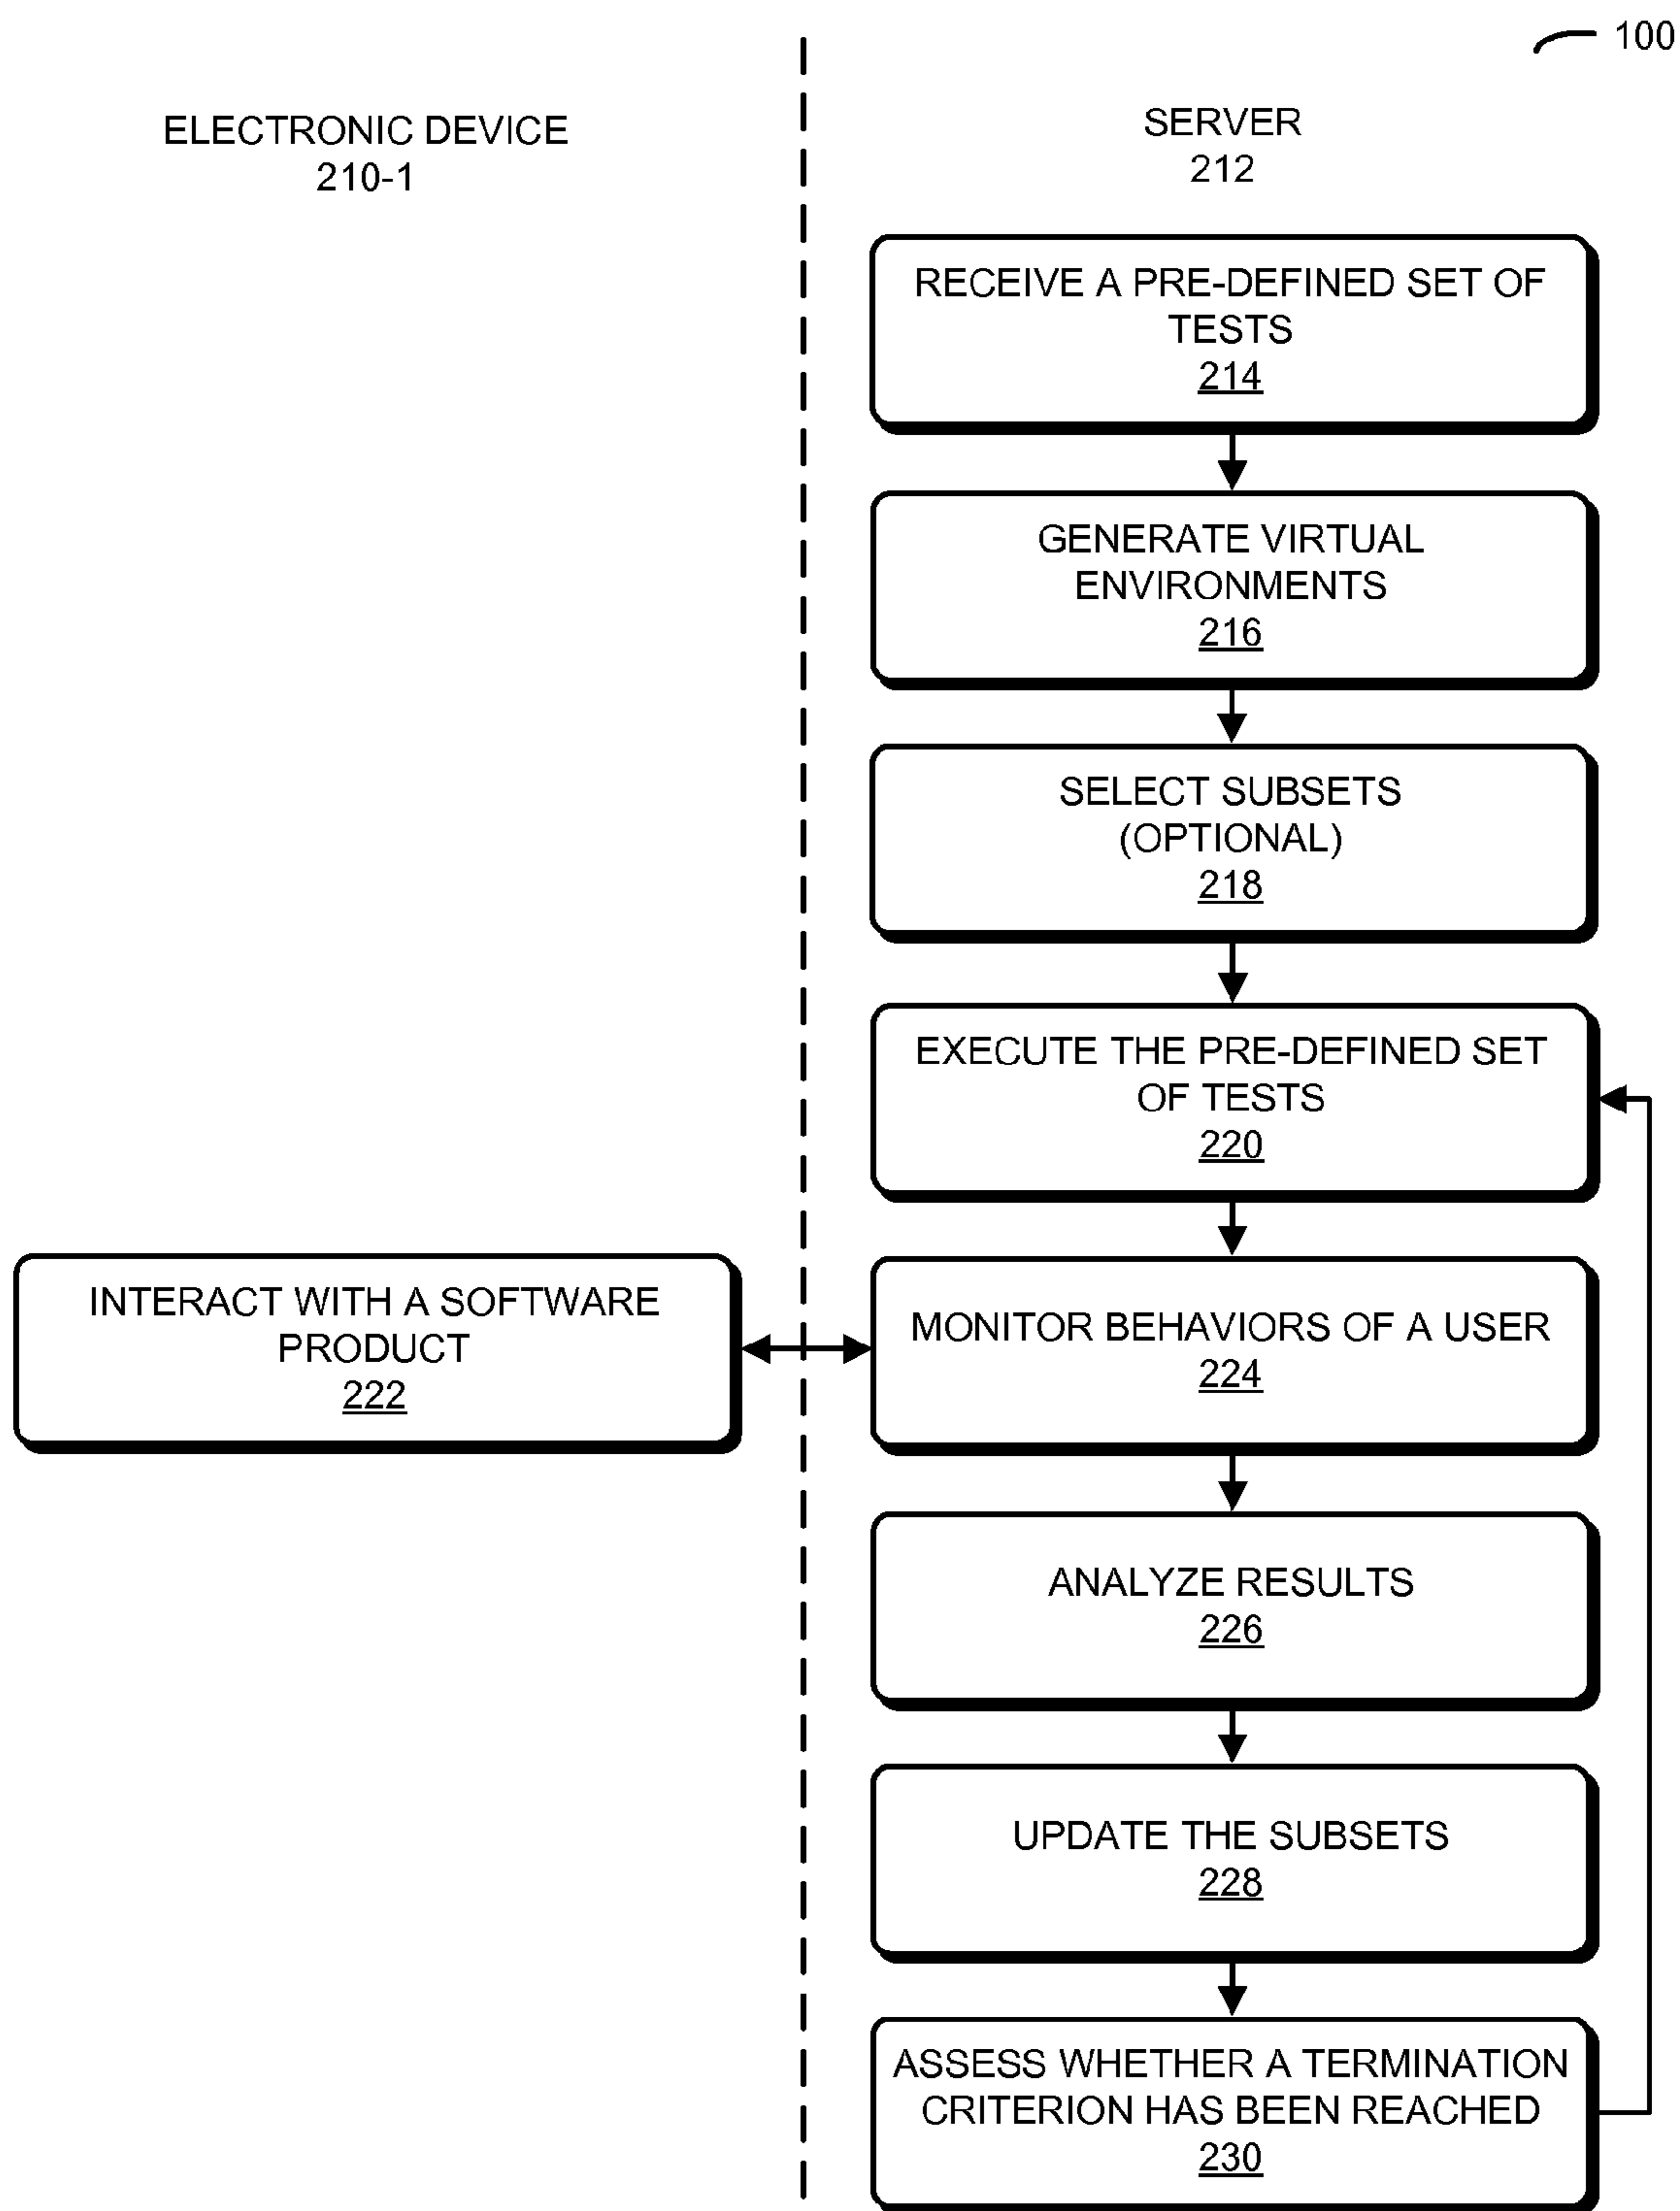 100
ELECTRONIC DEVICE
210-1
SERVER
212
RECEIVE A PRE-DEFINED SET OF
TESTS
214
GENERATE VIRTUAL
ENVIRONMENTS
216
SELECT SUBSETS
(OPTIONAL)
218
EXECUTE THE PRE-DEFINED SET
OF TESTS
220
INTERACT WITH A SOFTWARE
PRODUCT
222
MONITOR BEHAVIORS OF A USER
224
ANALYZE RESULTS
226
UPDATE THE SUBSETS
228
ASSESS WHETHER A TERMINATION
CRITERION HAS BEEN REACHED
230